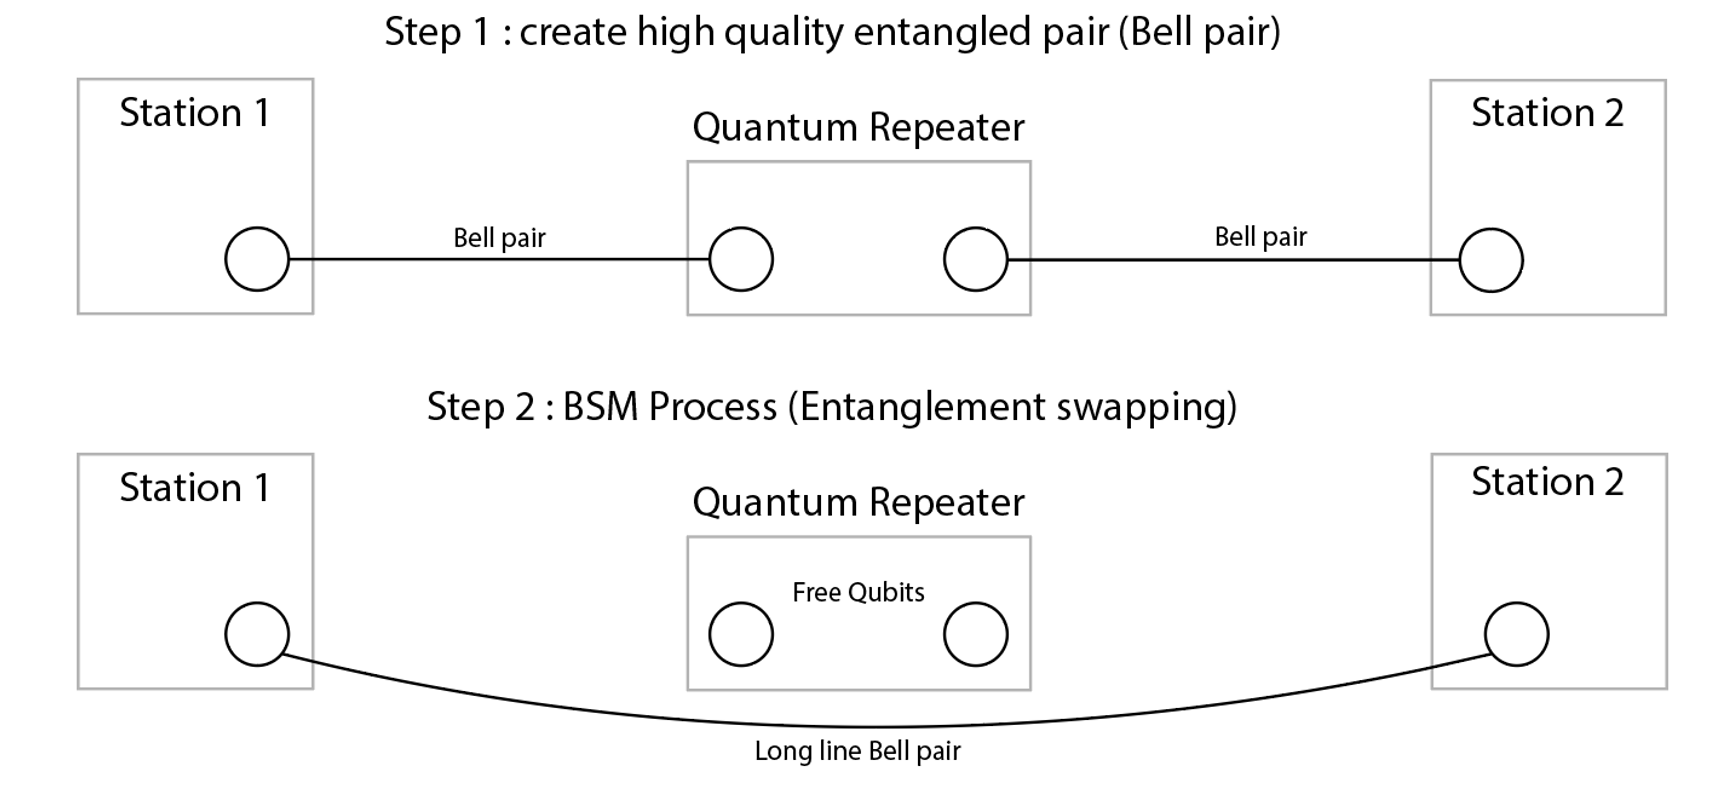 Step 1 : create high quality entangled pair (Bell pair)
Station 1
Quantum Repeater
Station 2
Bell pair
Bell pair
Step 2 : BSM Process (Entanglement swapping)
Station 1
Quantum Repeater
Station 2
Free Qubits
Long line Bell pair